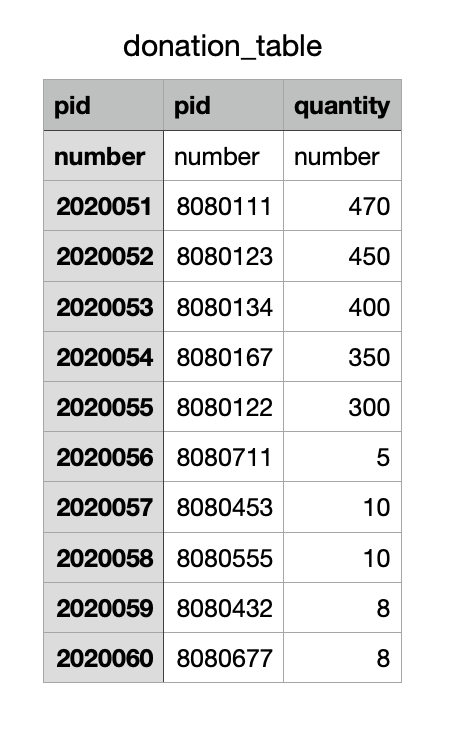 donation_table
pid pid quantity
number number number
2020051 8080111 470
2020052 8080123 450
2020053 8080134 400
2020054 8080167 350
2020055 8080122 300
2020056 8080711 5
2020057 8080453 10
2020058 8080555 10
2020059 8080432 8
2020060 8080677 8